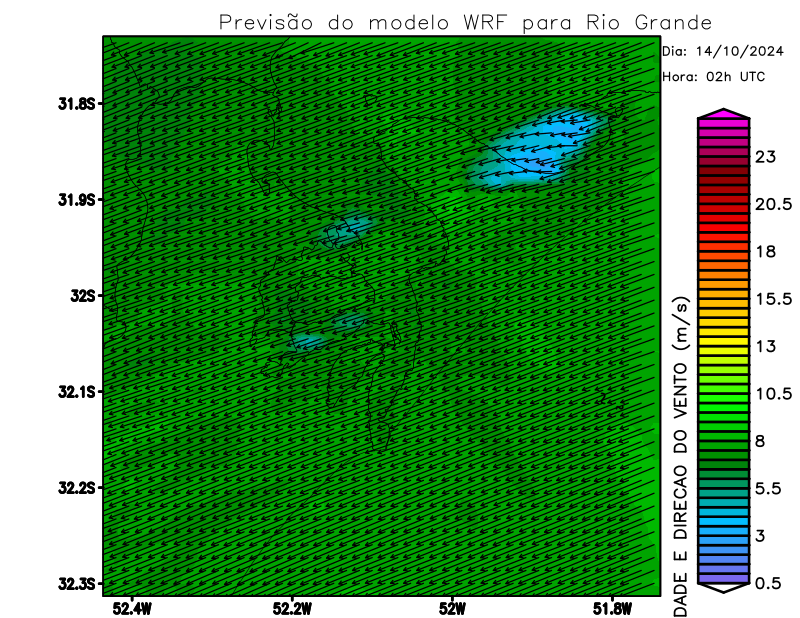 Previsão do modelo WRF para Rio Grande
Dia: 14/10/2024
Hora: 02h UTC
31.8S
31.9S
32S
32.1S
32.2S
32.3S
52.4W
52.2W
52W
51.8W
DADE E DIRECAO DO VENTO (m/s)
23
20.5
18
15.5
13
10.5
8
5.5
3
0.5